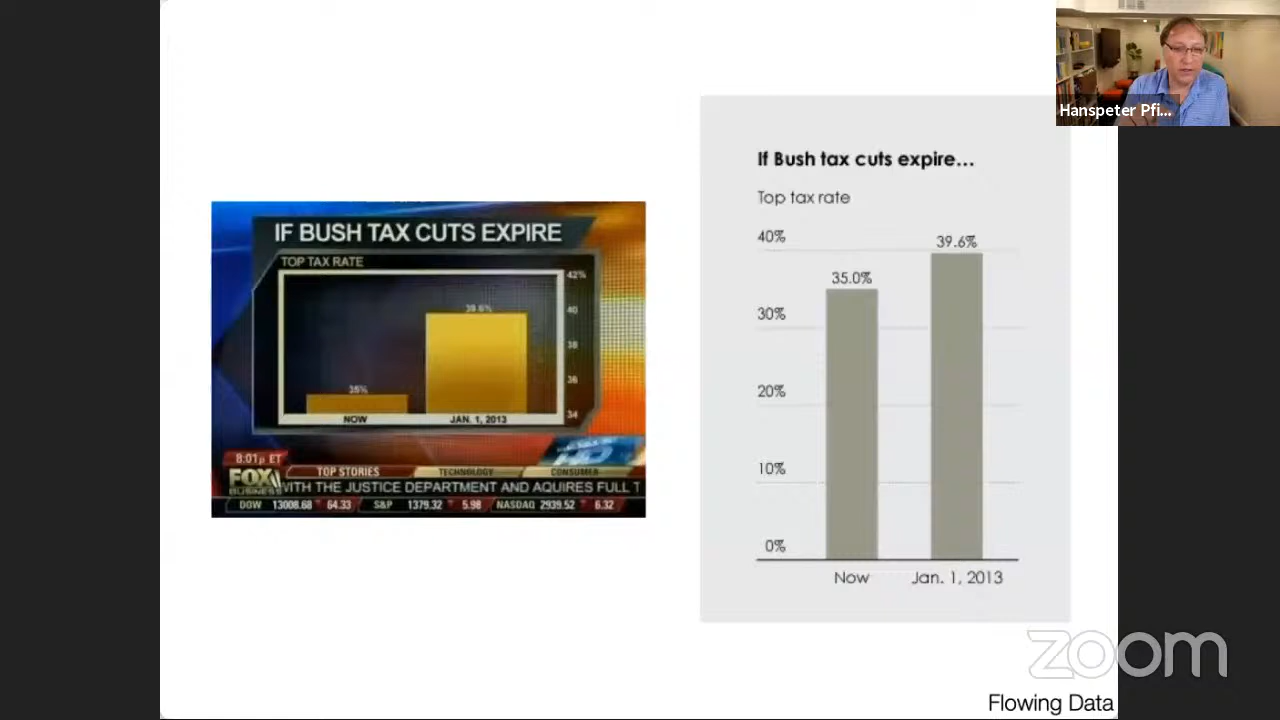 Hanspeter Pfi...
IF BUSH TAX CUTS EXPIRE
TOP TAX RATE
42%
40
38
36
34
39.6%
35%
NOW
JAN. 1, 2013
8:01p ET
TOP STORIES
TECHNOLOGY
CONSUMER
FOX
BUSINESS
WITH THE JUSTICE DEPARTMENT AND AQUIRES FULL T
DOW 13008.68 64.33 S&P 1379.32 5.98 NASDAQ 2939.52 6.32
If Bush tax cuts expire...
Top tax rate
40%
30%
20%
10%
0%
35.0%
39.6%
Now
Jan. 1, 2013
zoom
Flowing Data